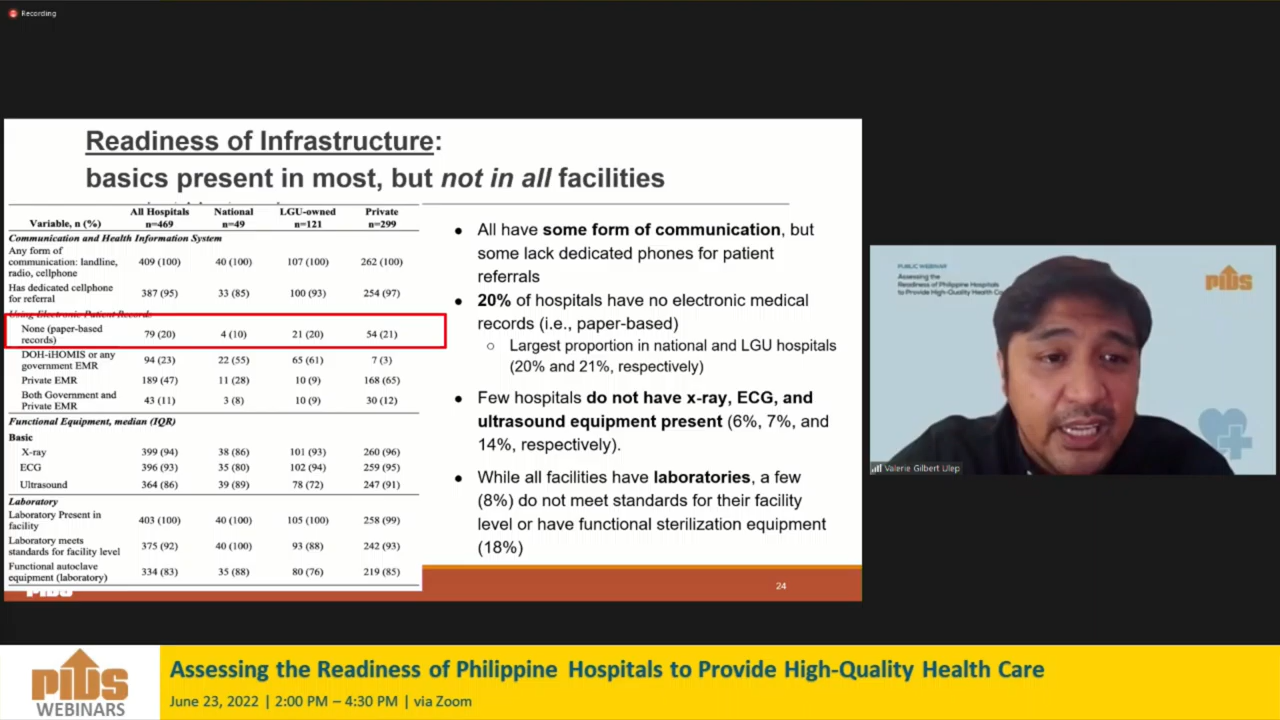 Recording
Readiness of Infrastructure:
basics present in most, but not in all facilities
Variable, n (%) All Hospitals n=469 National n=49 LGU-owned n=121 Private n=299
Communication and Health Information System
Any form of communication: landline, radio, cellphone 409 (100) 40 (100) 107 (100) 262 (100)
Has dedicated cellphone for referral 387 (95) 33 (85) 100 (93) 254 (97)
Using Electronic Patient Records
None (paper-based records) 79 (20) 4 (10) 21 (20) 54 (21)
DOH-iHOMIS or any government EMR 94 (23) 22 (55) 65 (61) 7 (3)
Private EMR 189 (47) 11 (28) 10 (9) 168 (65)
Both Government and Private EMR 43 (11) 3 (8) 10 (9) 30 (12)
Functional Equipment, median (IQR)
Basic
X-ray 399 (94) 38 (86) 101 (93) 260 (96)
ECG 396 (93) 35 (80) 102 (94) 259 (95)
Ultrasound 364 (86) 39 (89) 78 (72) 247 (91)
Laboratory
Laboratory Present in facility 403 (100) 40 (100) 105 (100) 258 (99)
Laboratory meets standards for facility level 375 (92) 40 (100) 93 (88) 242 (93)
Functional autoclave equipment (laboratory) 334 (83) 35 (88) 80 (76) 219 (85)
● All have some form of communication, but
some lack dedicated phones for patient
referrals
● 20% of hospitals have no electronic medical
records (i.e., paper-based)
○ Largest proportion in national and LGU hospitals
(20% and 21%, respectively)
● Few hospitals do not have x-ray, ECG, and
ultrasound equipment present (6%, 7%, and
14%, respectively).
● While all facilities have laboratories, a few
(8%) do not meet standards for their facility
level or have functional sterilization equipment
(18%)
24
PUBLIC WEBINAR
Assessing the
Readiness of Philippine Hospitals
to Provide High-Quality Health
PIDS
Valerie Gilbert Ulep
PIDS
WEBINARS
Assessing the Readiness of Philippine Hospitals to Provide High-Quality Health Care
June 23, 2022 | 2:00 PM – 4:30 PM | via Zoom